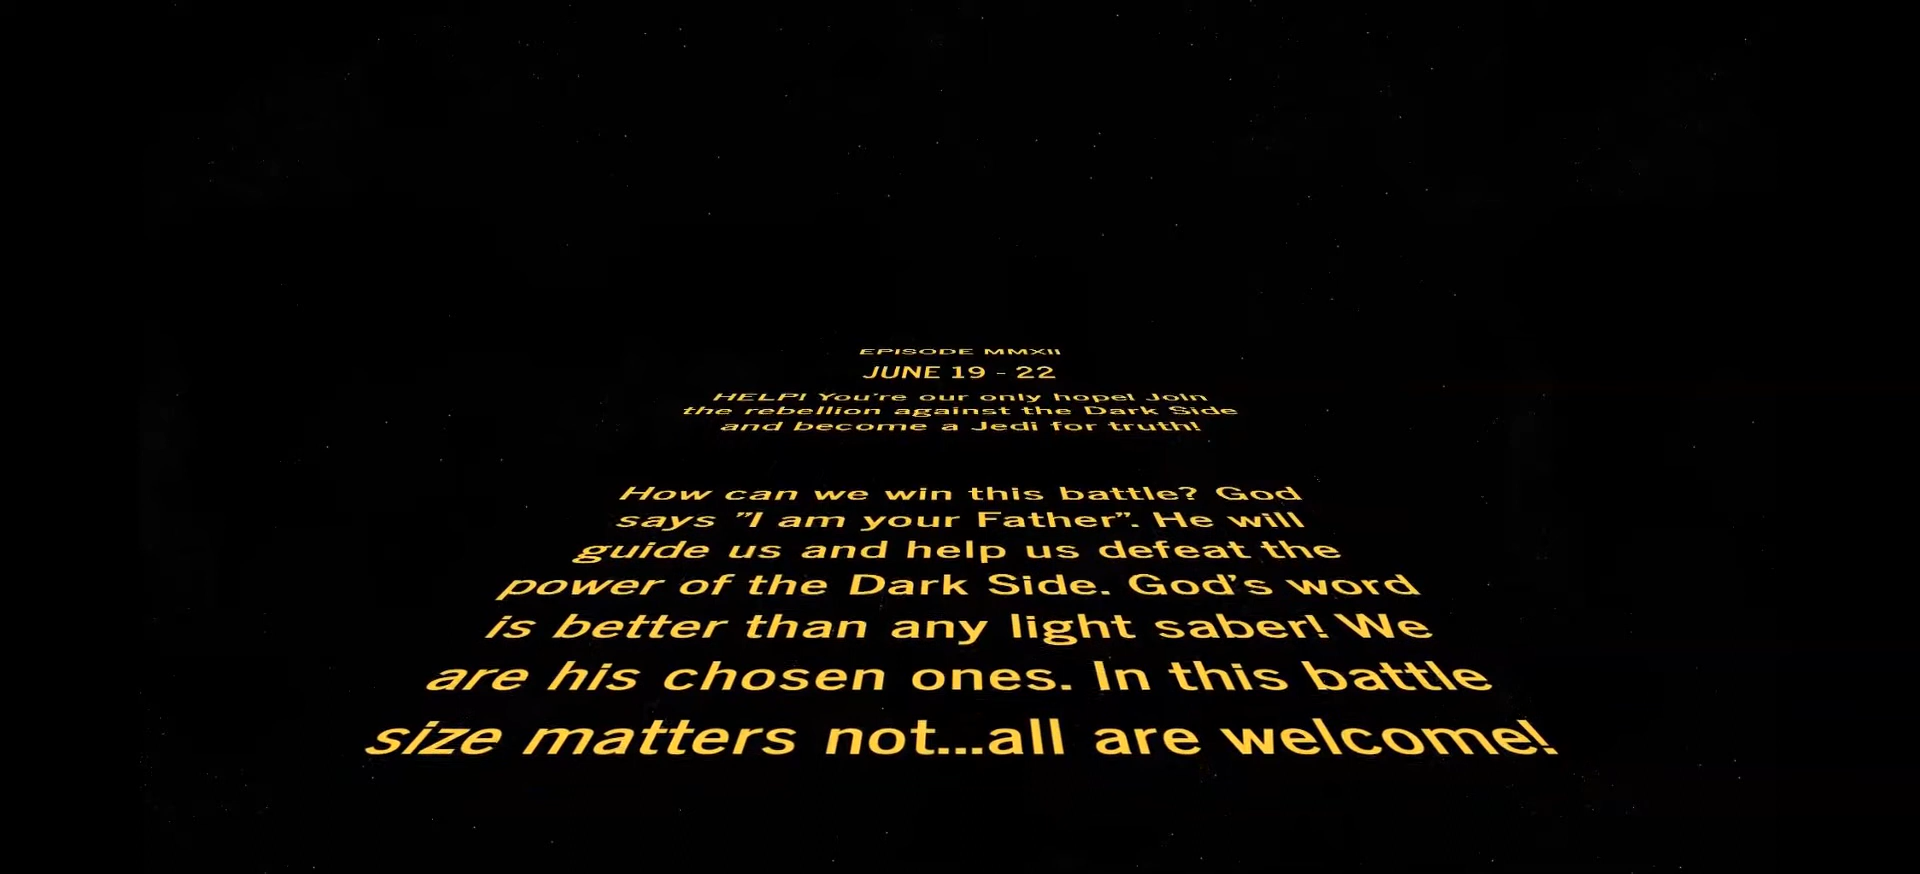 EPISODE MMXII
JUNE 19 - 22
HELP! You're our only hope! Join
the rebellion against the Dark Side
and become a Jedi for truth!
How can we win this battle? God
says "I am your Father". He will
guide us and help us defeat the
power of the Dark Side. God's word
is better than any light saber! We
are his chosen ones. In this battle
size matters not...all are welcome!